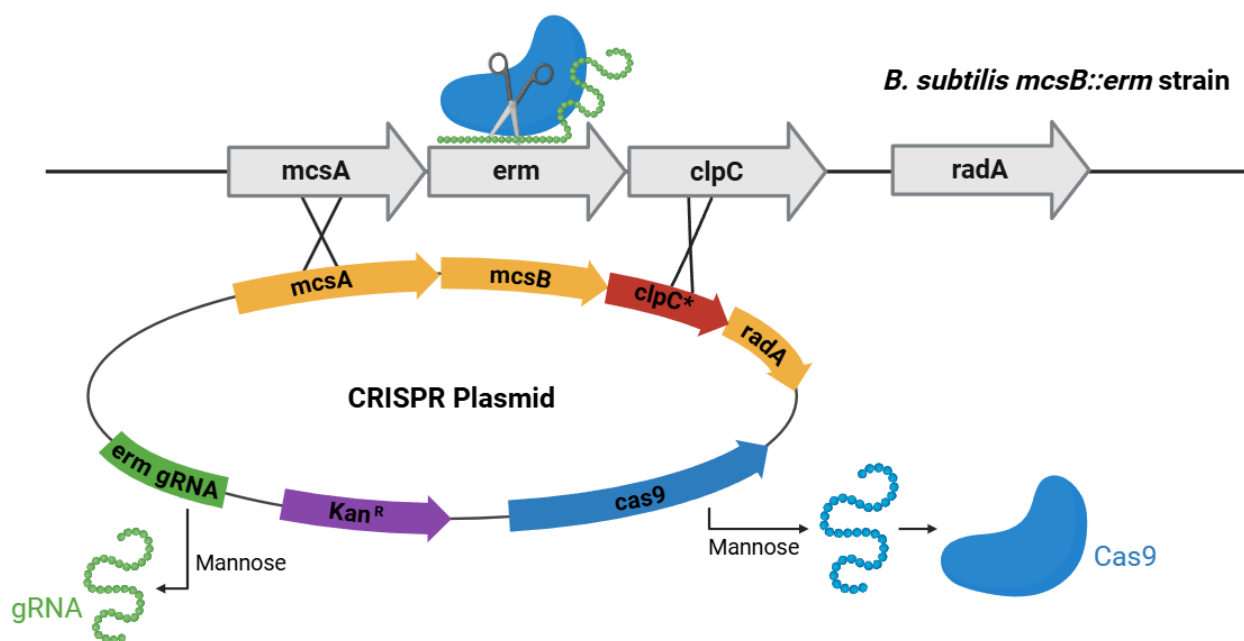 B. subtilis mcsB::erm strain
mcsA
erm
clpC
radA
mcsA
mcsB
clpC*
radA
CRISPR Plasmid
erm gRNA
Kan R
cas9
Mannose
Mannose
gRNA
Cas9